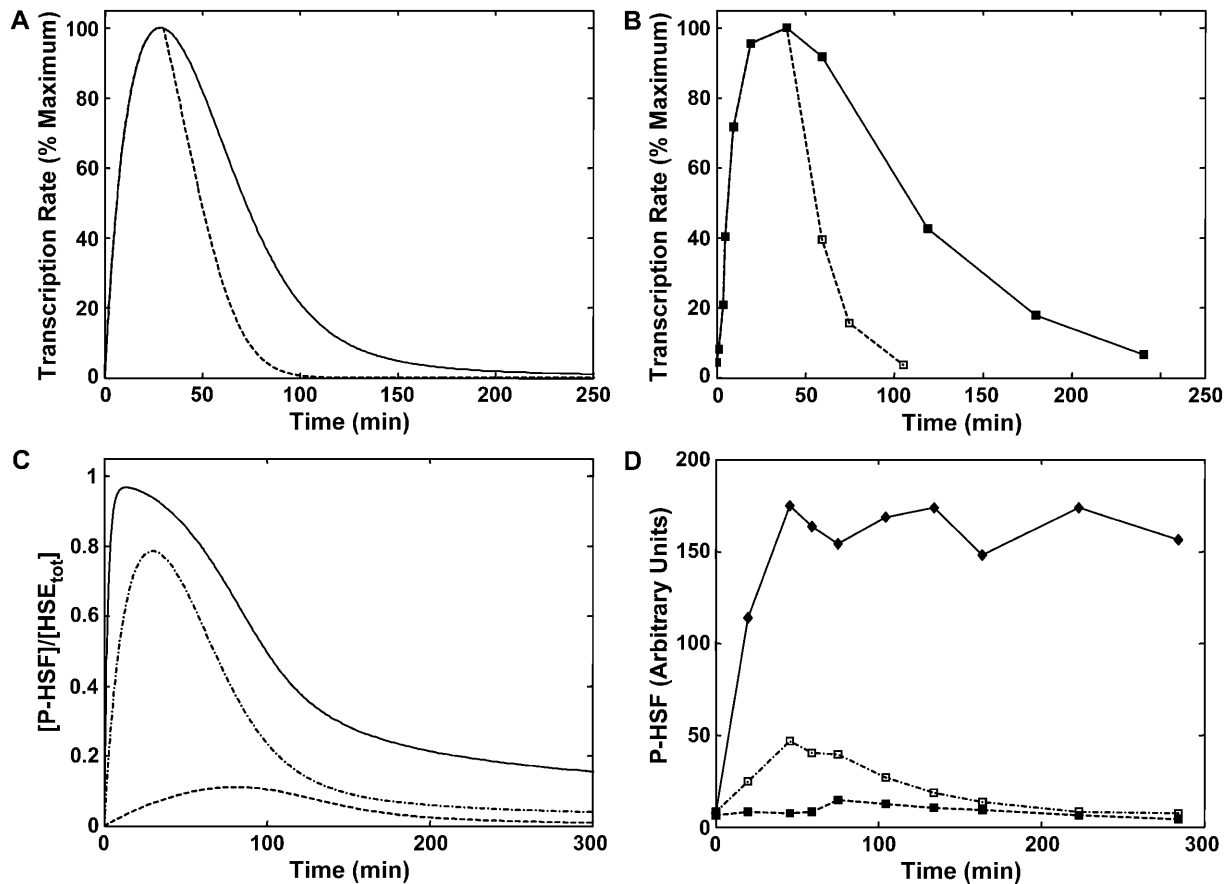 A
Transcription Rate (% Maximum)
100
80
60
40
20
0
0 50 100 150 200 250
Time (min)
B
Transcription Rate (% Maximum)
100
80
60
40
20
0
0 50 100 150 200 250
Time (min)
C
[P-HSF]/[HSEtot]
1
0.8
0.6
0.4
0.2
0
0 100 200 300
Time (min)
D
P-HSF (Arbitrary Units)
200
150
100
50
0
0 100 200 300
Time (min)